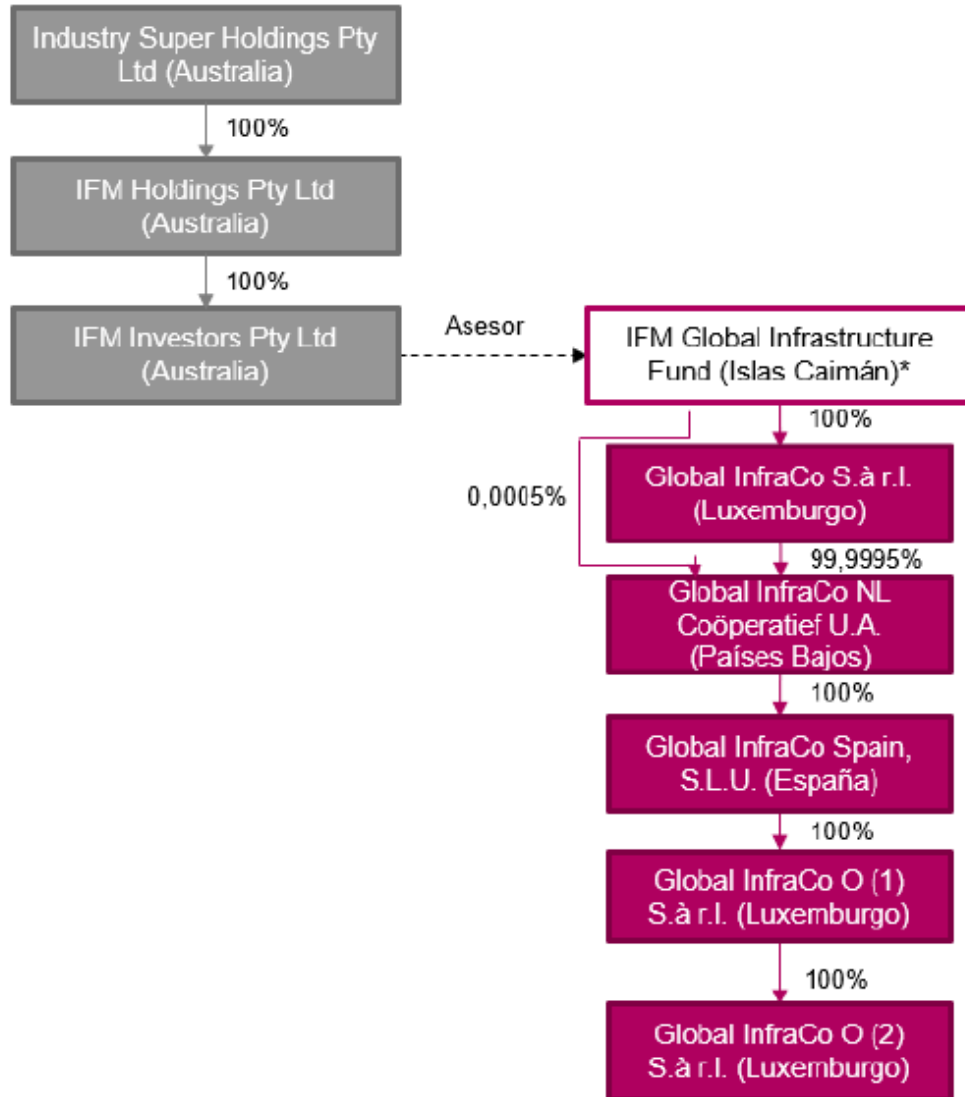 Industry Super Holdings Pty
Ltd (Australia)
100%
IFM Holdings Pty Ltd
(Australia)
100%
IFM Investors Pty Ltd
(Australia)
Asesor
IFM Global Infrastructure
Fund (Islas Caimán)*
100%
0,0005%
Global InfraCo S.à r.l.
(Luxemburgo)
99,9995%
Global InfraCo NL
Coöperatief U.A.
(Países Bajos)
100%
Global InfraCo Spain,
S.L.U. (España)
100%
Global InfraCo O (1)
S.à r.l. (Luxemburgo)
100%
Global InfraCo O (2)
S.à r.l. (Luxemburgo)